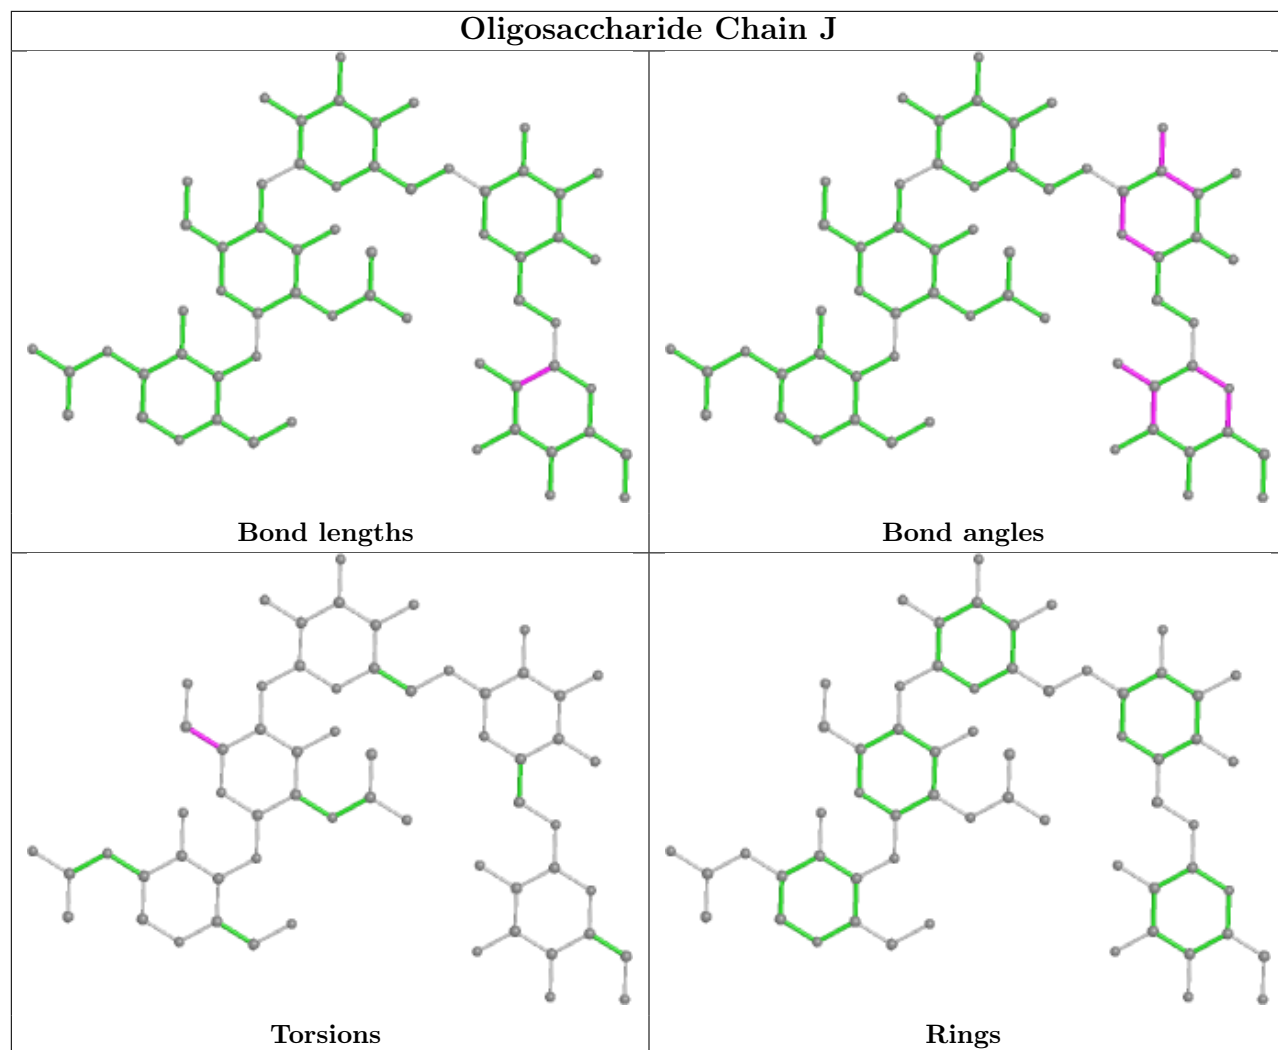 Oligosaccharide Chain J
Bond lengths
Bond angles
Torsions
Rings